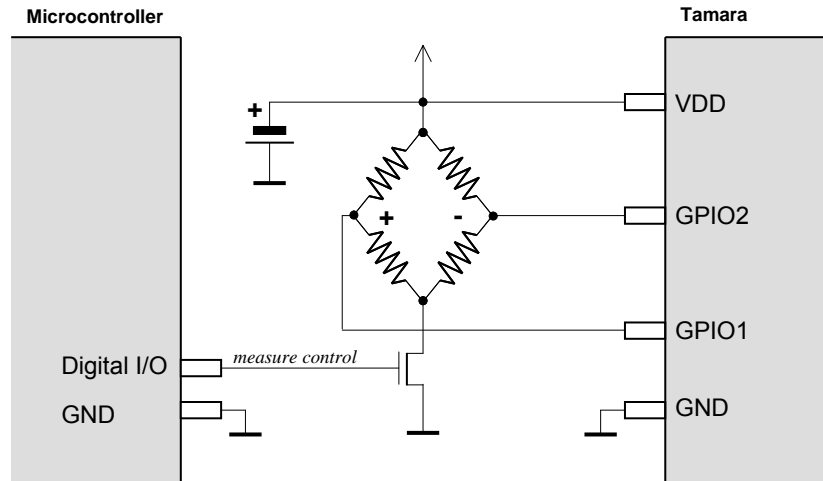 Microcontroller
Tamara
+
VDD
+ -
GPIO2
GPIO1
Digital I/O
measure control
GND
GND